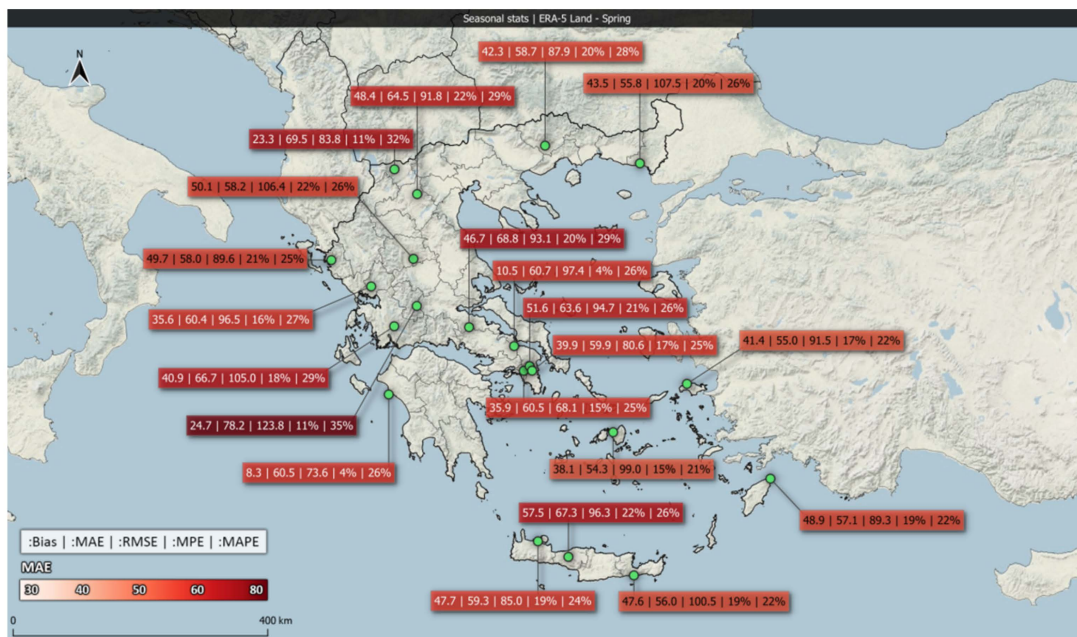 Seasonal stats | ERA-5 Land - Spring
N
42.3 | 58.7 | 87.9 | 20% | 28%
43.5 | 55.8 | 107.5 | 20% | 26%
48.4 | 64.5 | 91.8 | 22% | 29%
23.3 | 69.5 | 83.8 | 11% | 32%
50.1 | 58.2 | 106.4 | 22% | 26%
46.7 | 68.8 | 93.1 | 20% | 29%
49.7 | 58.0 | 89.6 | 21% | 25%
10.5 | 60.7 | 97.4 | 4% | 26%
51.6 | 63.6 | 94.7 | 21% | 26%
35.6 | 60.4 | 96.5 | 16% | 27%
39.9 | 59.9 | 80.6 | 17% | 25%
41.4 | 55.0 | 91.5 | 17% | 22%
40.9 | 66.7 | 105.0 | 18% | 29%
35.9 | 60.5 | 68.1 | 15% | 25%
24.7 | 78.2 | 123.8 | 11% | 35%
8.3 | 60.5 | 73.6 | 4% | 26%
38.1 | 54.3 | 99.0 | 15% | 21%
57.5 | 67.3 | 96.3 | 22% | 26%
48.9 | 57.1 | 89.3 | 19% | 22%
:Bias | :MAE | :RMSE | :MPE | :MAPE
MAE
30 40 50 60 80
47.7 | 59.3 | 85.0 | 19% | 24%
47.6 | 56.0 | 100.5 | 19% | 22%
0 400 km